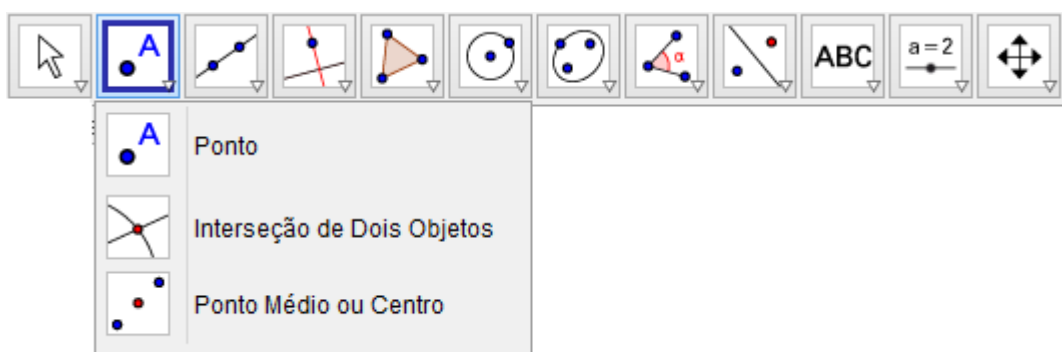 A
α
ABC
a = 2
A
Ponto
Interseção de Dois Objetos
Ponto Médio ou Centro